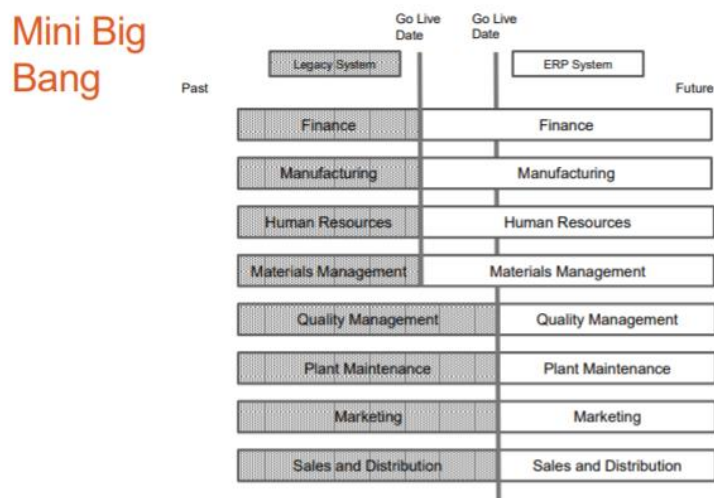 Mini Big
Bang
Go Live
Date
Go Live
Date
Legacy System
ERP System
Past
Future
Finance
Finance
Manufacturing
Manufacturing
Human Resources
Human Resources
Materials Management
Materials Management
Quality Management
Quality Management
Plant Maintenance
Plant Maintenance
Marketing
Marketing
Sales and Distribution
Sales and Distribution